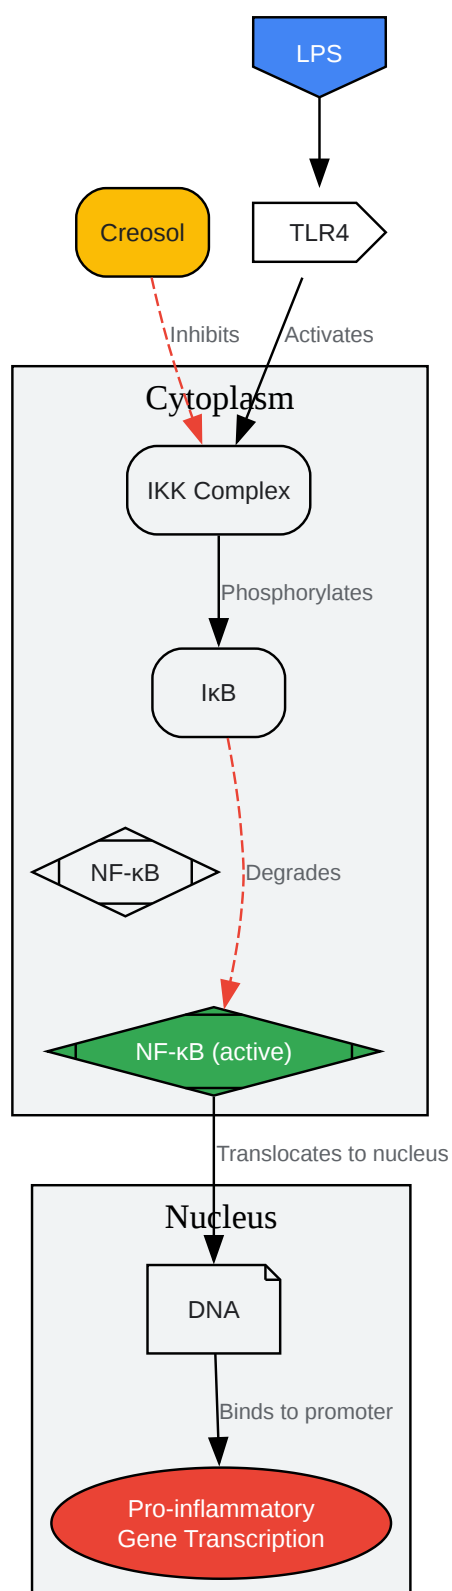 LPS
Creosol
TLR4
Inhibits
Activates
Cytoplasm
IKK Complex
Phosphorylates
IκB
NF-κB
Degrades
NF-κB (active)
Translocates to nucleus
Nucleus
DNA
Binds to promoter
Pro-inflammatory
Gene Transcription